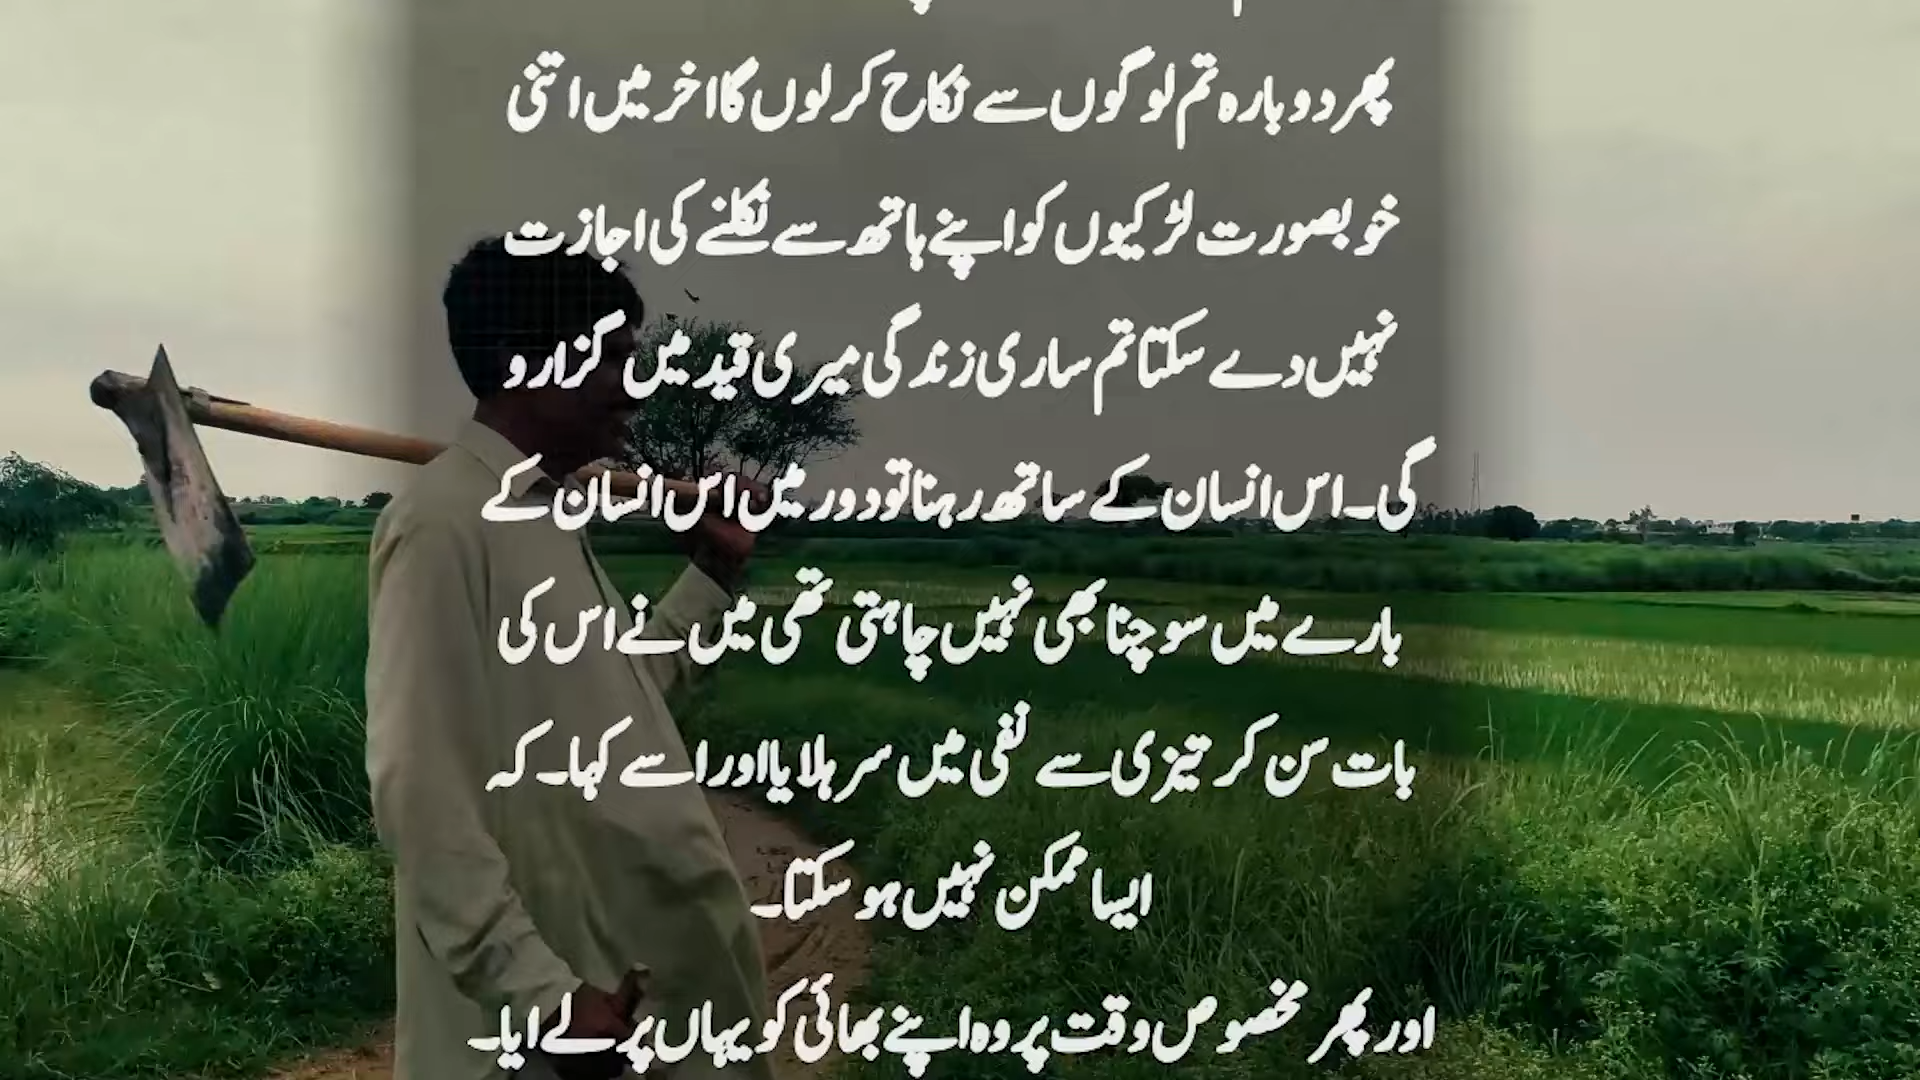 پھر دوبارہ تم لوگوں سے نکاح کر لوں گا اخر میں اتنی
خوبصورت لڑکیوں کو اپنے ہاتھ سے نکلنے کی اجازت
نہیں دے سکتا تم ساری زندگی میری قید میں گزارو
گی۔ اس انسان کے ساتھ رہنا تو دور میں اس انسان کے
بارے میں سوچنا بھی نہیں چاہتی تھی میں نے اس کی
بات سن کر تیزی سے نفی میں سر ہلایا اور اسے کہا۔ کہ
ایسا ممکن نہیں ہو سکتا۔
اور پھر مخصوص وقت پر وہ اپنے بھائی کو یہاں پر لے ایا۔